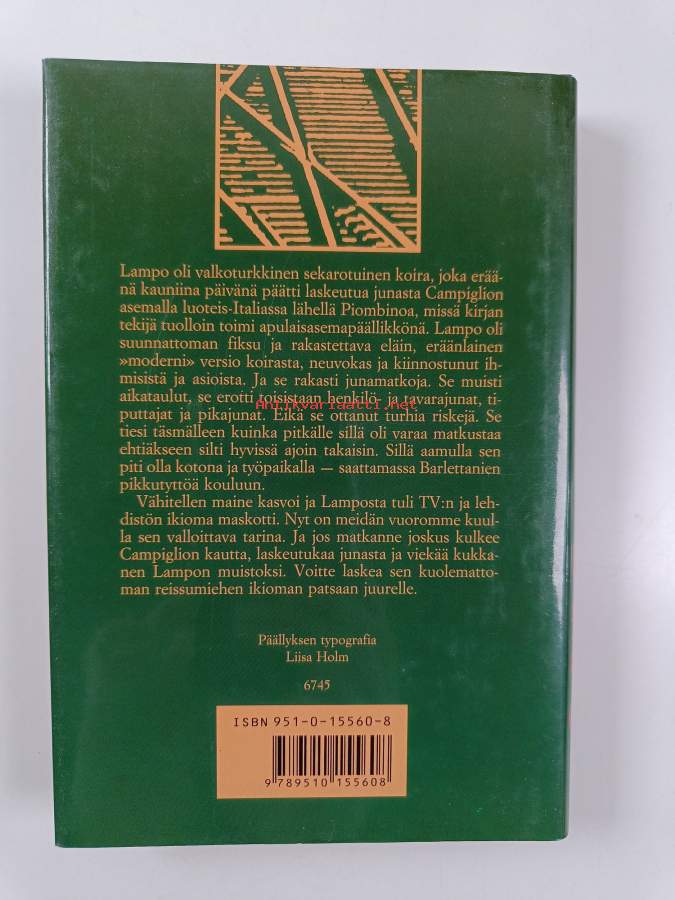 Lampo oli valkoturkkinen sekarotuinen koira, joka erää-
nä kauniina päivänä päätti laskeutua junasta Campiglion
asemalla luoteis-Italiassa lähellä Piombinoa, missä kirjan
tekijä tuolloin toimi apulaisasemapäällikkönä. Lampo oli
suunnattoman fiksu ja rakastettava eläin, eräänlainen
»moderni» versio koirasta, neuvokas ja kiinnostunut ih-
misistä ja asioista. Ja se rakasti junamatkoja. Se muisti
aikataulut, se erotti toisistaan henkilö- ja tavarajunat, ti-
Antikvariaatti.net
puttajat ja pikajunat. Eikä se ottanut turhia riskejä. Se
tiesi täsmälleen kuinka pitkälle sillä oli varaa matkustaa
ehtiäkseen silti hyvissä ajoin takaisin. Sillä aamulla sen
piti olla kotona ja työpaikalla — saattamassa Barlettanien
pikkutyttöä kouluun.
Vähitellen maine kasvoi ja Lamposta tuli TV:n ja leh-
distön ikioma maskotti. Nyt on meidän vuoromme kuul-
la sen valloittava tarina. Ja jos matkanne joskus kulkee
Campiglion kautta, laskeutukaa junasta ja viekää kukka-
nen Lampon muistoksi. Voitte laskea sen kuolematto-
man reissumiehen ikioman patsaan juurelle.
Päällyksen typografia
Liisa Holm
6745
ISBN 951-0-15560-8
9 789510 155608